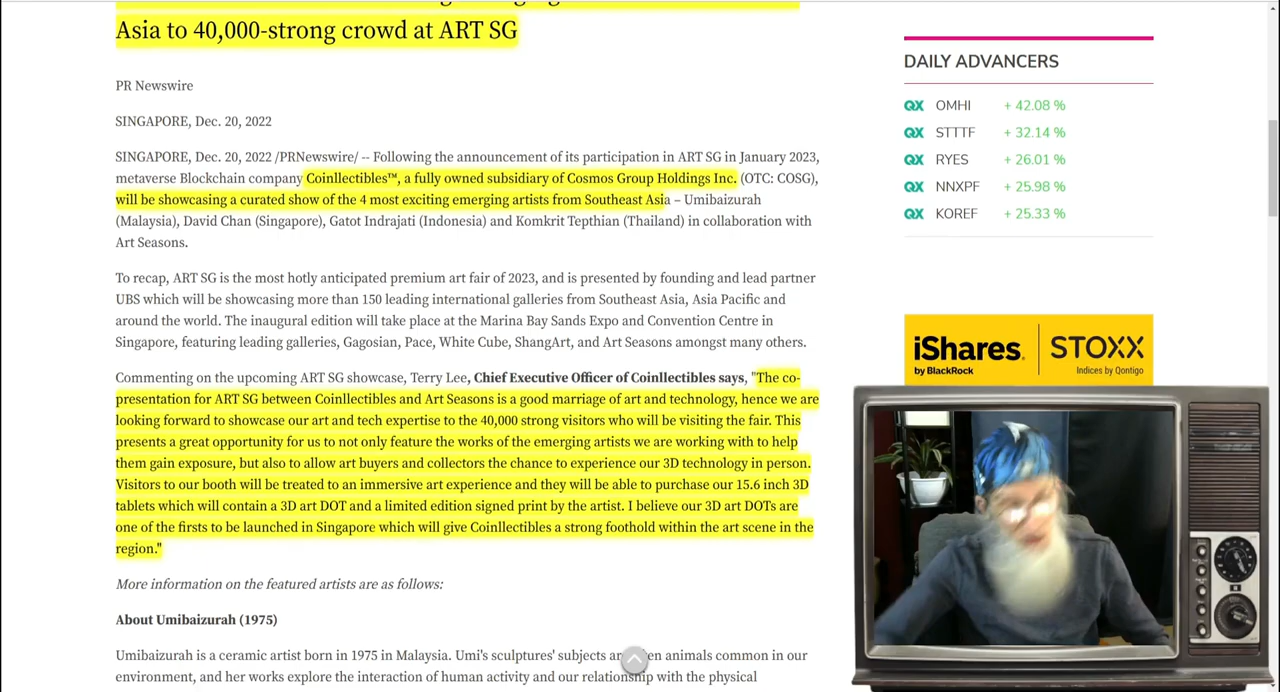 Asia to 40,000-strong crowd at ART SG
PR Newswire
SINGAPORE, Dec. 20, 2022
SINGAPORE, Dec. 20, 2022 /PRNewswire/ -- Following the announcement of its participation in ART SG in January 2023,
metaverse Blockchain company Coinllectibles™, a fully owned subsidiary of Cosmos Group Holdings Inc. (OTC: COSG),
will be showcasing a curated show of the 4 most exciting emerging artists from Southeast Asia – Umibaizurah
(Malaysia), David Chan (Singapore), Gatot Indrajati (Indonesia) and Komkrit Tepthian (Thailand) in collaboration with
Art Seasons.
To recap, ART SG is the most hotly anticipated premium art fair of 2023, and is presented by founding and lead partner
UBS which will be showcasing more than 150 leading international galleries from Southeast Asia, Asia Pacific and
around the world. The inaugural edition will take place at the Marina Bay Sands Expo and Convention Centre in
Singapore, featuring leading galleries, Gagosian, Pace, White Cube, ShangArt, and Art Seasons amongst many others.
Commenting on the upcoming ART SG showcase, Terry Lee, Chief Executive Officer of Coinllectibles says, "The co-
presentation for ART SG between Coinllectibles and Art Seasons is a good marriage of art and technology, hence we are
looking forward to showcase our art and tech expertise to the 40,000 strong visitors who will be visiting the fair. This
presents a great opportunity for us to not only feature the works of the emerging artists we are working with to help
them gain exposure, but also to allow art buyers and collectors the chance to experience our 3D technology in person.
Visitors to our booth will be treated to an immersive art experience and they will be able to purchase our 15.6 inch 3D
tablets which will contain a 3D art DOT and a limited edition signed print by the artist. I believe our 3D art DOTs are
one of the firsts to be launched in Singapore which will give Coinllectibles a strong foothold within the art scene in the
region."
More information on the featured artists are as follows:
About Umibaizurah (1975)
Umibaizurah is a ceramic artist born in 1975 in Malaysia. Umi's sculptures' subjects animals common in our
environment, and her works explore the interaction of human activity and our relationship with the physical
DAILY ADVANCERS
QX OMHI + 42.08 %
QX STTTF + 32.14 %
QX RYES + 26.01 %
QX NNXPF + 25.98 %
QX KOREF + 25.33 %
iShares. STOXX
by BlackRock Indices by Qontigo